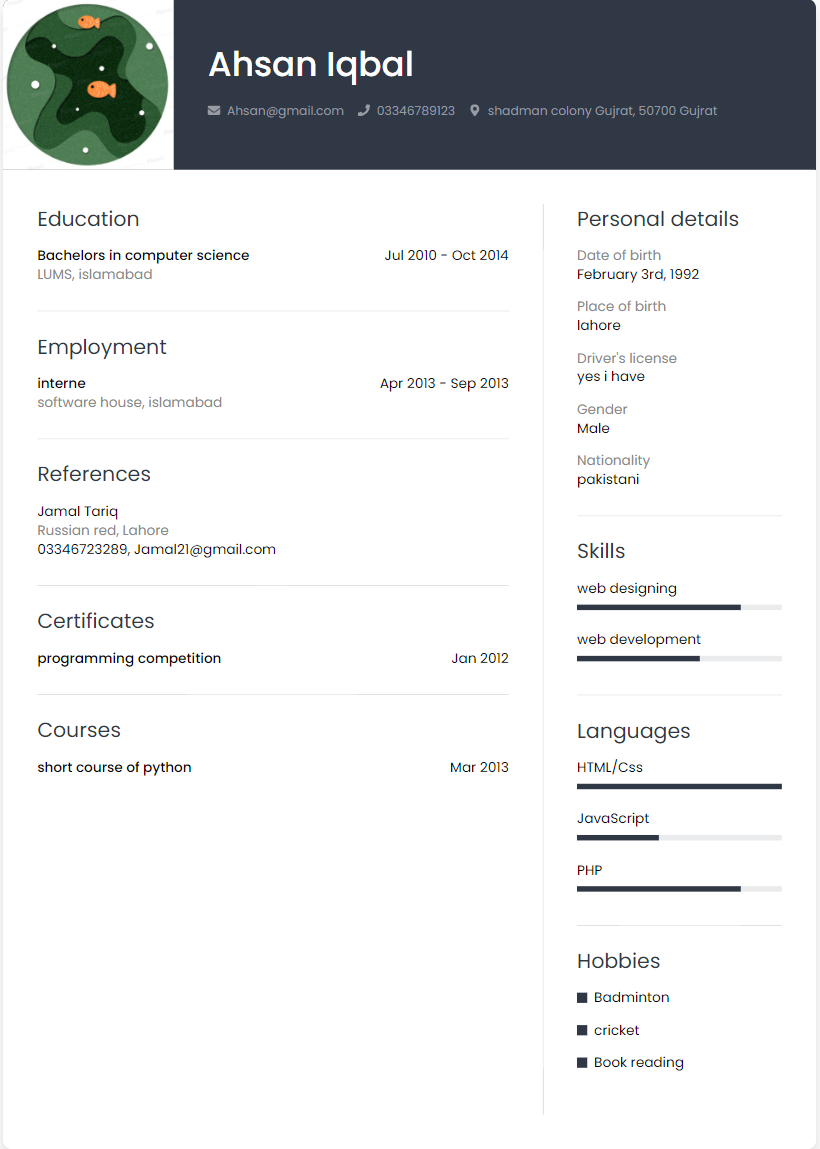 Ahsan Iqbal
Ahsan@gmail.com 03346789123 shadman colony Gujrat, 50700 Gujrat
Education
Bachelors in computer science Jul 2010 - Oct 2014
LUMS, islamabad
Employment
interne Apr 2013 - Sep 2013
software house, islamabad
References
Jamal Tariq
Russian red, Lahore
03346723289, Jamal21@gmail.com
Certificates
programming competition Jan 2012
Courses
short course of python Mar 2013
Personal details
Date of birth
February 3rd, 1992
Place of birth
lahore
Driver's license
yes i have
Gender
Male
Nationality
pakistani
Skills
web designing
web development
Languages
HTML/Css
JavaScript
PHP
Hobbies
Badminton
cricket
Book reading